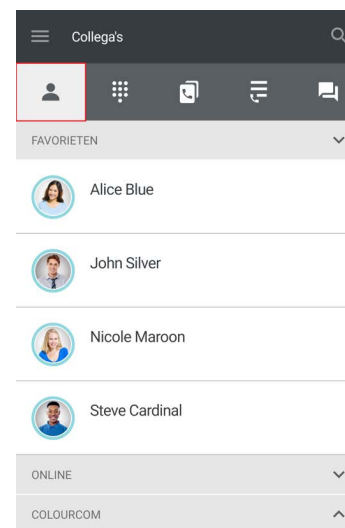 Collega's
FAVORIETEN
Alice Blue
John Silver
Nicole Maroon
Steve Cardinal
ONLINE
COLOURCOM